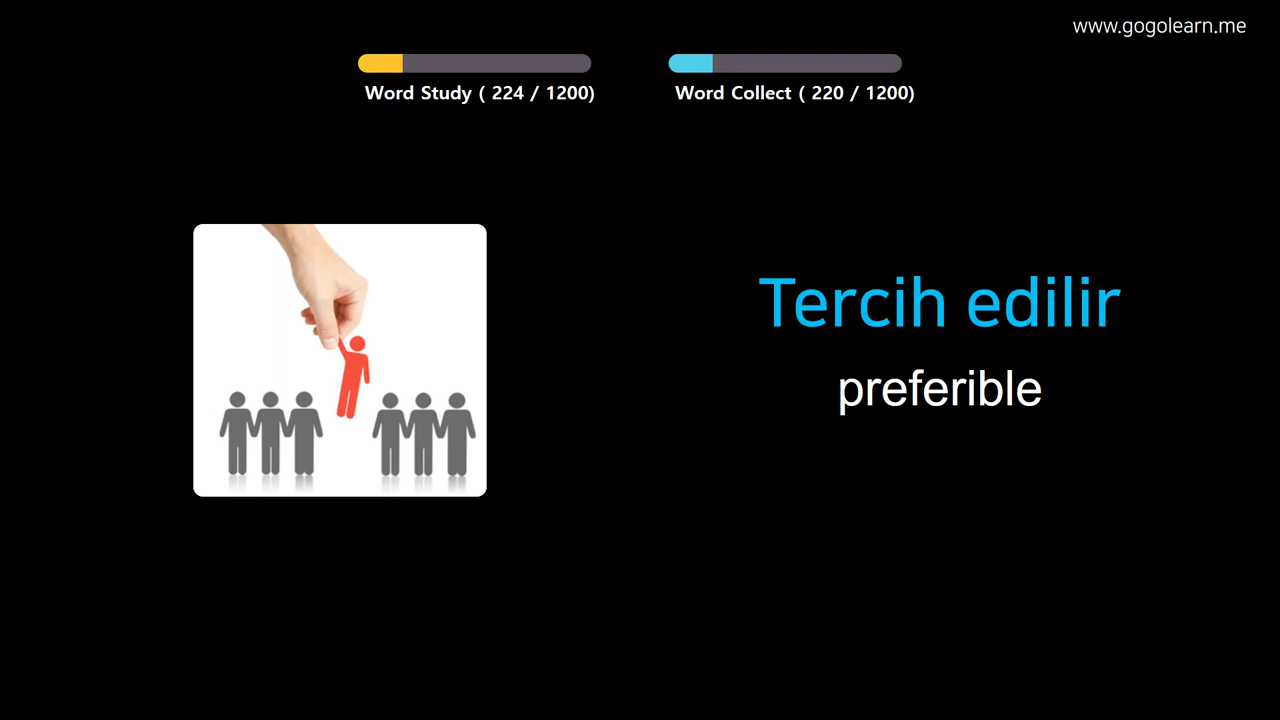 www.gogolearn.me
Word Study ( 224 / 1200)
Word Collect ( 220 / 1200)
Tercih edilir
preferible